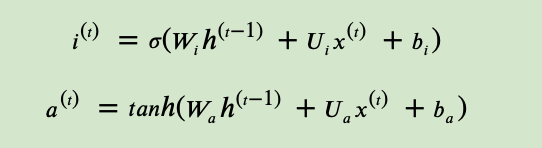 i^(t) = σ(W_i h^(t−1) + U_i x^(t) + b_i)
a^(t) = tanh(W_a h^(t−1) + U_a x^(t) + b_a)